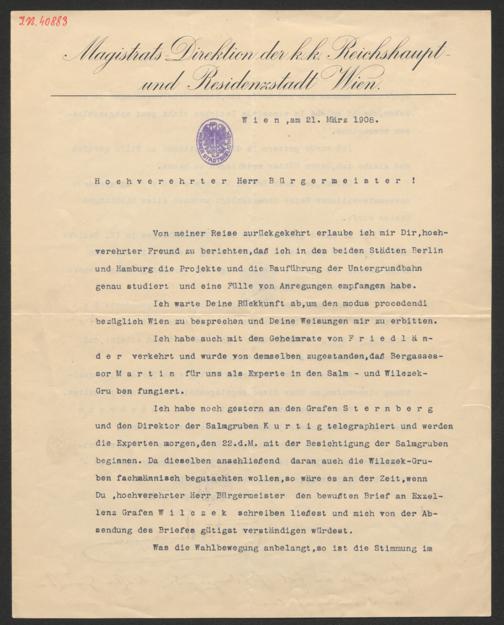 I.N. 40883
Magistrats-Direktion der k.k. Reichshaupt-
und Residenzstadt Wien.
Wien, am 21. März 1908.
Hochverehrter Herr Bürgermeister !
Von meiner Reise zurückgekehrt erlaube ich mir Dir,hoch-
verehrter Freund zu berichten,daß ich in den beiden Städten Berlin
und Hamburg die Projekte und die Bauführung der Untergrundbahn
genau studiert und eine Fülle von Anregungen empfangen habe.
Ich warte Deine Rückkunft ab,um den modus procedendi
bezüglich Wien zu besprechen und Deine Weisungen mir zu erbitten.
Ich habe auch mit dem Geheimrate von Friedlän-
der verkehrt und wurde von demselben zugestanden,daß Bergasses-
sor Martin für uns als Experte in den Salm - und Wilczek-
Gruben fungiert.
Ich habe noch gestern an den Grafen Sternberg
und den Direktor der Salmgruben Kurtig telegraphiert und werden
die Experten morgen,den 22.d.M. mit der Besichtigung der Salmgruben
beginnen. Da dieselben anschließend daran auch die Wilczek-Gru-
ben fachmännisch begutachten wollen,so wäre es an der Zeit,wenn
Du ,hochverehrter Herr Bürgermeister den bewußten Brief an Exzel-
lenz Grafen Wilczek schreiben ließest und mich von der Ab-
sendung des Briefes gütigst verständigen würdest.
Was die Wahlbewegung anbelangt,so ist die Stimmung im